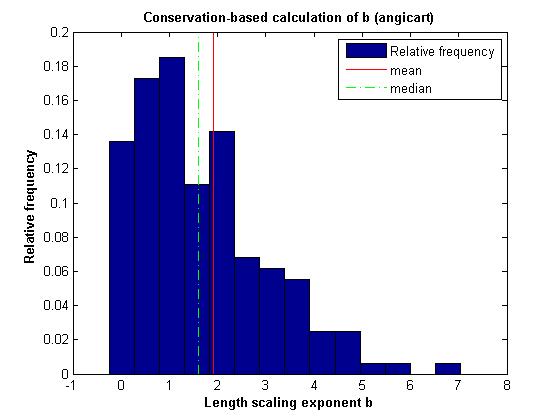 Conservation-based calculation of b (angicart)
Relative frequency
mean
median
0.2
0.18
0.16
0.14
0.12
0.1
0.08
0.06
0.04
0.02
0
Relative frequency
-1 0 1 2 3 4 5 6 7 8
Length scaling exponent b